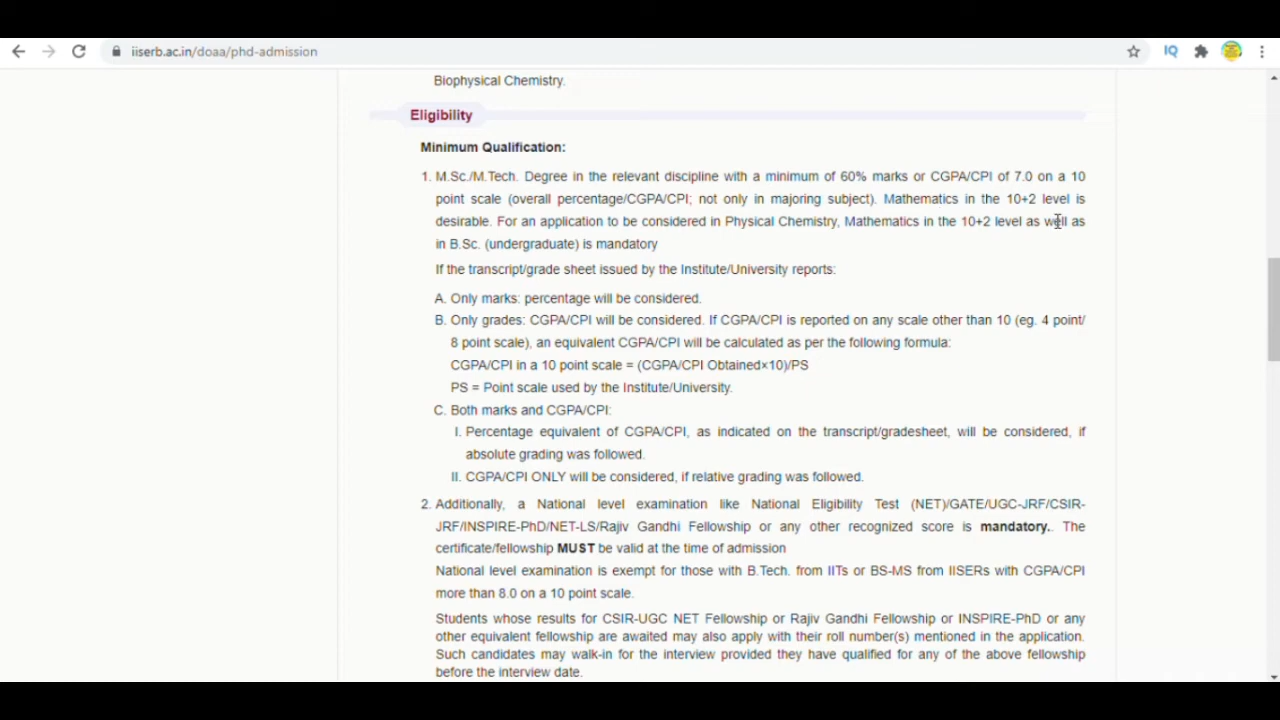 iiserb.ac.in/doaa/phd-admission
IQ
Biophysical Chemistry.
Eligibility
Minimum Qualification:
1. M.Sc./M.Tech. Degree in the relevant discipline with a minimum of 60% marks or CGPA/CPI of 7.0 on a 10
point scale (overall percentage/CGPA/CPI; not only in majoring subject). Mathematics in the 10+2 level is
desirable. For an application to be considered in Physical Chemistry, Mathematics in the 10+2 level as well as
in B.Sc. (undergraduate) is mandatory
If the transcript/grade sheet issued by the Institute/University reports:
A. Only marks: percentage will be considered.
B. Only grades: CGPA/CPI will be considered. If CGPA/CPI is reported on any scale other than 10 (eg. 4 point/
8 point scale), an equivalent CGPA/CPI will be calculated as per the following formula:
CGPA/CPI in a 10 point scale = (CGPA/CPI Obtained×10)/PS
PS = Point scale used by the Institute/University.
C. Both marks and CGPA/CPI:
I. Percentage equivalent of CGPA/CPI, as indicated on the transcript/gradesheet, will be considered, if
absolute grading was followed.
II. CGPA/CPI ONLY will be considered, if relative grading was followed.
2. Additionally, a National level examination like National Eligibility Test (NET)/GATE/UGC-JRF/CSIR-
JRF/INSPIRE-PhD/NET-LS/Rajiv Gandhi Fellowship or any other recognized score is mandatory.. The
certificate/fellowship MUST be valid at the time of admission
National level examination is exempt for those with B.Tech. from IITs or BS-MS from IISERs with CGPA/CPI
more than 8.0 on a 10 point scale.
Students whose results for CSIR-UGC NET Fellowship or Rajiv Gandhi Fellowship or INSPIRE-PhD or any
other equivalent fellowship are awaited may also apply with their roll number(s) mentioned in the application.
Such candidates may walk-in for the interview provided they have qualified for any of the above fellowship
before the interview date.